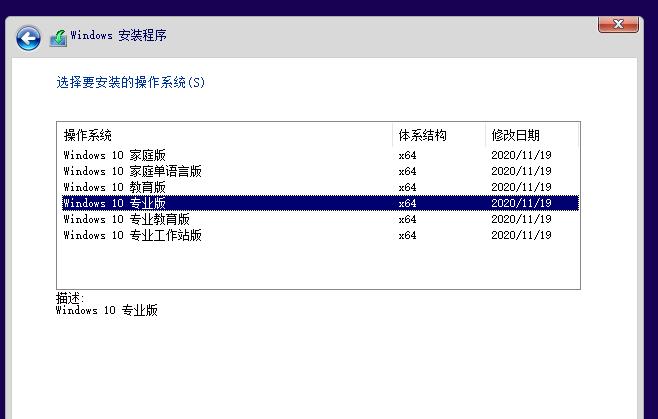 Windows 安装程序
选择要安装的操作系统(S)
操作系统 体系结构 修改日期
Windows 10 家庭版 x64 2020/11/19
Windows 10 家庭单语言版 x64 2020/11/19
Windows 10 教育版 x64 2020/11/19
Windows 10 专业版 x64 2020/11/19
Windows 10 专业教育版 x64 2020/11/19
Windows 10 专业工作站版 x64 2020/11/19
描述:
Windows 10 专业版